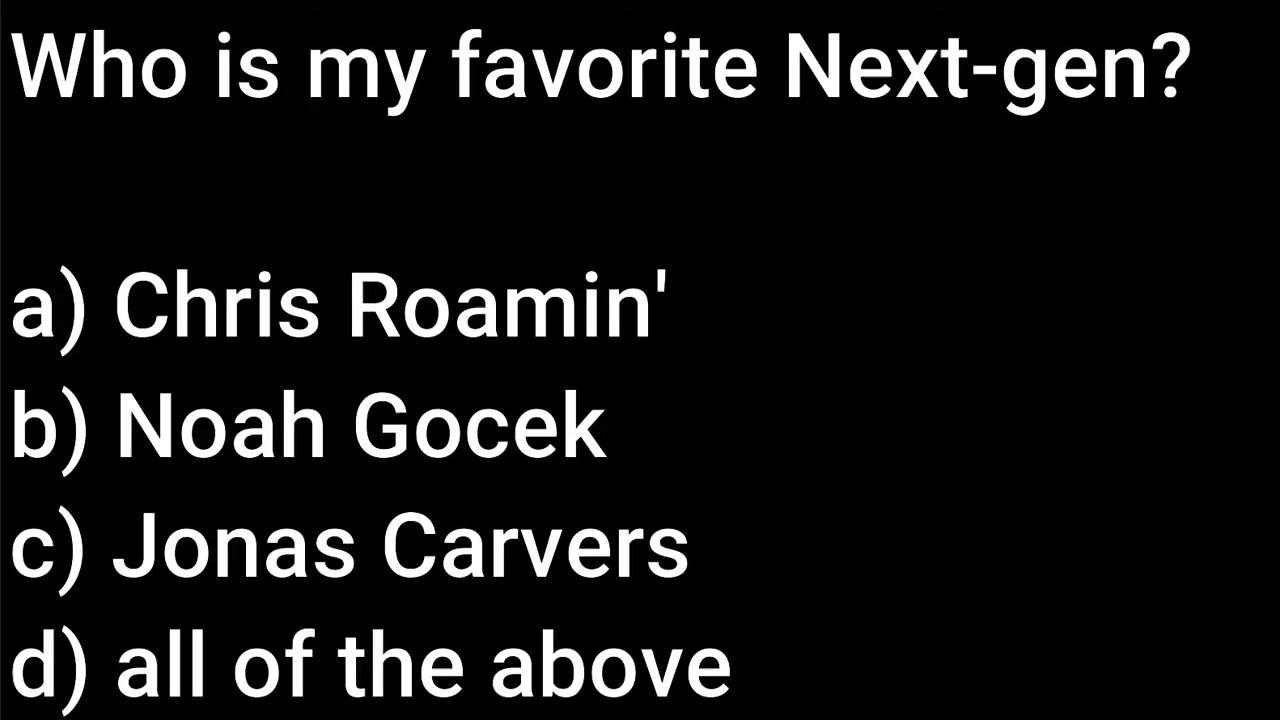 Who is my favorite Next-gen?
a) Chris Roamin'
b) Noah Gocek
c) Jonas Carvers
d) all of the above